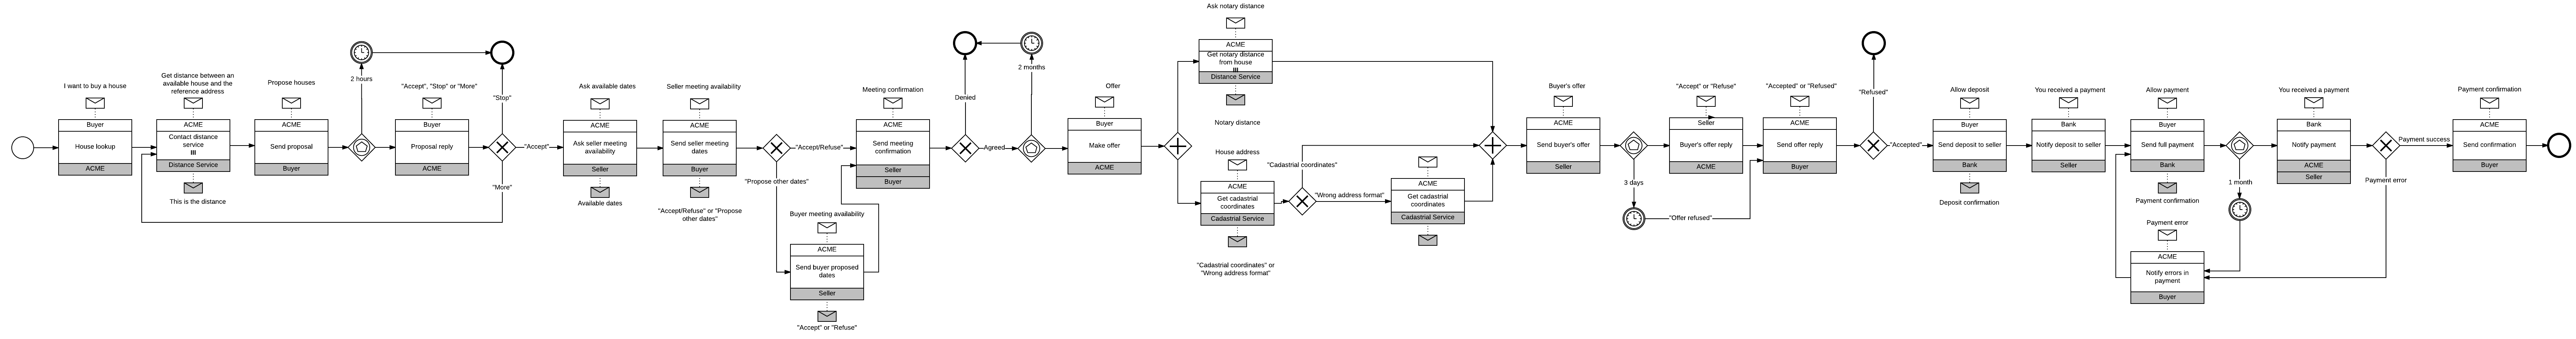 I want to buy a house
Buyer
House lookup
ACME
Get distance between an
available house and the
reference address
ACME
Contact distance
service
Distance Service
This is the distance
Propose houses
ACME
Send proposal
Buyer
2 hours
"Accept", "Stop" or "More"
Buyer
Proposal reply
ACME
"Stop"
"Accept"
"More"
Ask available dates
ACME
Ask seller meeting
availability
Seller
Available dates
Seller meeting availability
ACME
Send seller meeting
dates
Buyer
"Accept/Refuse" or "Propose
other dates"
"Accept/Refuse"
"Propose other dates"
Buyer meeting availability
ACME
Send buyer proposed
dates
Seller
"Accept" or "Refuse"
Meeting confirmation
ACME
Send meeting
confirmation
Seller
Buyer
Denied
Agreed
2 months
Offer
Buyer
Make offer
ACME
Ask notary distance
ACME
Get notary distance
from house
Distance Service
Notary distance
House address
ACME
Get cadastrial
coordinates
Cadastrial Service
"Cadastrial coordinates" or
"Wrong address format"
"Cadastrial coordinates"
"Wrong address format"
ACME
Get cadastrial
coordinates
Cadastrial Service
Buyer's offer
ACME
Send buyer's offer
Seller
3 days
"Offer refused"
"Accept" or "Refuse"
Seller
Buyer's offer reply
ACME
"Accepted" or "Refused"
ACME
Send offer reply
Buyer
"Refused"
"Accepted"
Allow deposit
Buyer
Send deposit to seller
Bank
Deposit confirmation
You received a payment
Bank
Notify deposit to seller
Seller
Allow payment
Buyer
Send full payment
Bank
Payment confirmation
Payment error
ACME
Notify errors in
payment
Buyer
1 month
You received a payment
Bank
Notify payment
ACME
Seller
Payment success
Payment error
Payment confirmation
ACME
Send confirmation
Buyer